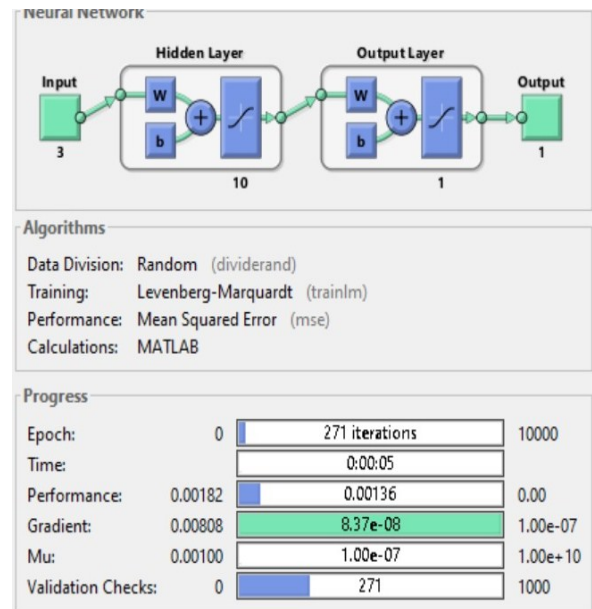 Neural Network
Hidden Layer Output Layer
Input Output
W W
b b
3 10 1 1
Algorithms
Data Division: Random (dividerand)
Training: Levenberg-Marquardt (trainlm)
Performance: Mean Squared Error (mse)
Calculations: MATLAB
Progress
Epoch: 0 271 iterations 10000
Time: 0:00:05
Performance: 0.00182 0.00136 0.00
Gradient: 0.00808 8.37e-08 1.00e-07
Mu: 0.00100 1.00e-07 1.00e+10
Validation Checks: 0 271 1000